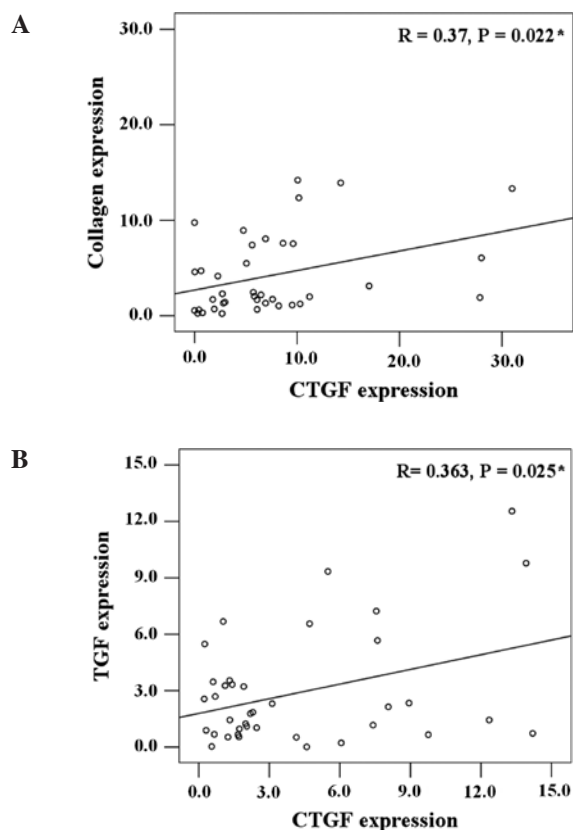 A
R = 0.37, P = 0.022*
30.0
20.0
10.0
0.0
Collagen expression
0.0 10.0 20.0 30.0
CTGF expression
B
R= 0.363, P = 0.025*
15.0
12.0
9.0
6.0
3.0
0.0
TGF expression
0.0 3.0 6.0 9.0 12.0 15.0
CTGF expression